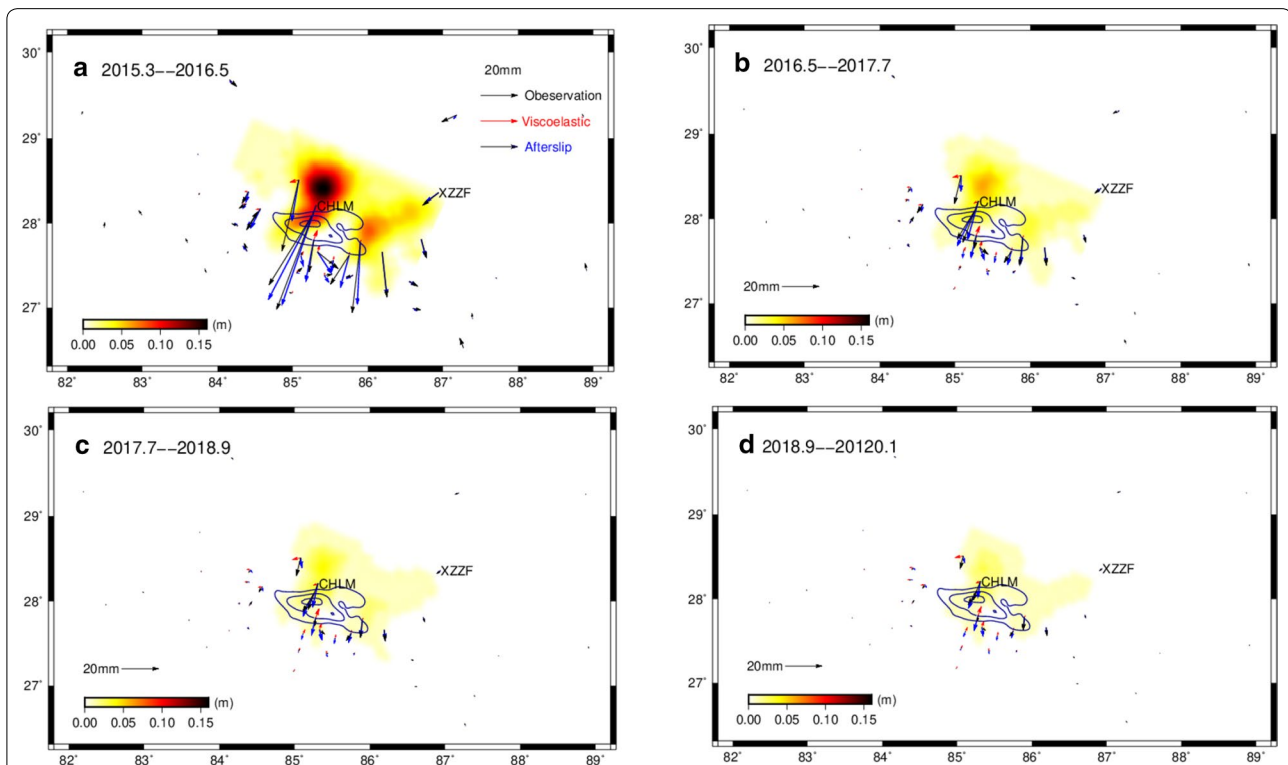 a 2015.3--2016.5
20mm
Obeservation
Viscoelastic
Afterslip
XZZF
CHLM
(m)
0.00 0.05 0.10 0.15
30°
29°
28°
27°
82° 83° 84° 85° 86° 87° 88° 89°
b 2016.5--2017.7
XZZF
CHLM
20mm
(m)
0.00 0.05 0.10 0.15
30°
29°
28°
27°
82° 83° 84° 85° 86° 87° 88° 89°
c 2017.7--2018.9
XZZF
CHLM
20mm
(m)
0.00 0.05 0.10 0.15
30°
29°
28°
27°
82° 83° 84° 85° 86° 87° 88° 89°
d 2018.9--20120.1
XZZF
CHLM
20mm
(m)
0.00 0.05 0.10 0.15
30°
29°
28°
27°
82° 83° 84° 85° 86° 87° 88° 89°